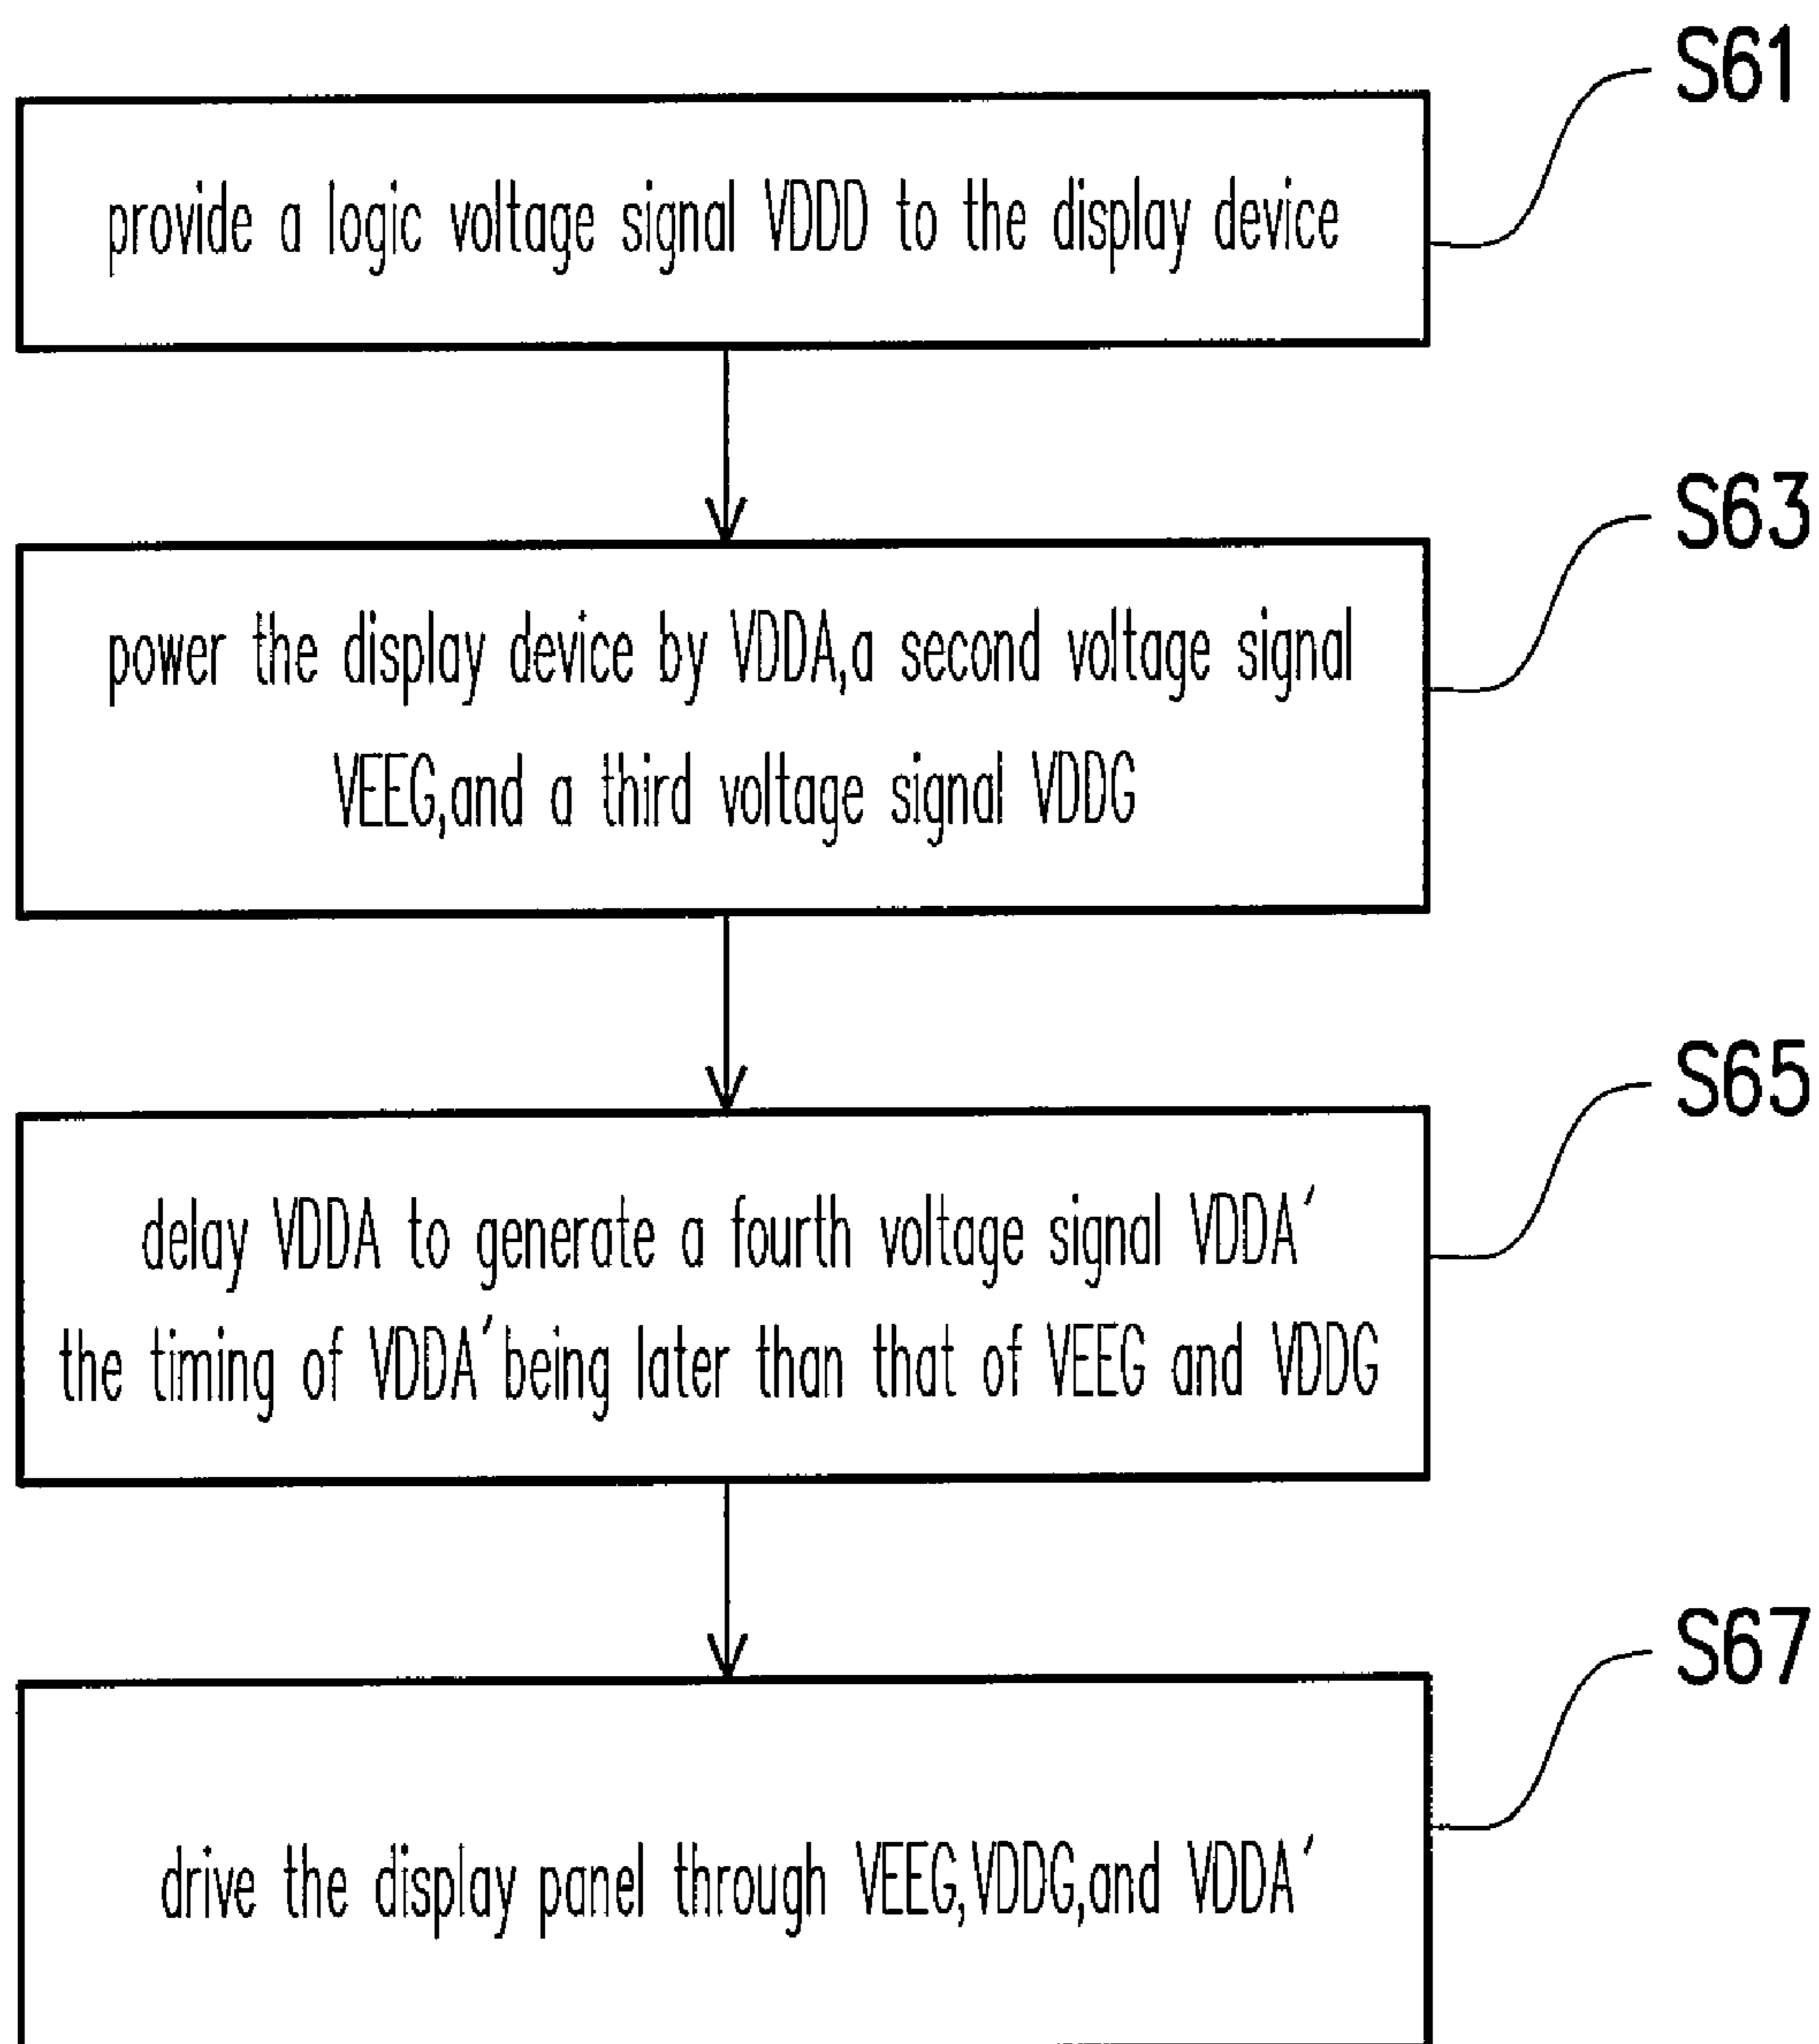 S61
provide a logic voltage signal VDDD to the display device
S63
power the display device by VDDA,a second voltage signal
VEEG,and a third voltage signal VDDG
S65
delay VDDA to generate a fourth voltage signal VDDA′
the timing of VDDA′being later than that of VEEG and VDDG
S67
drive the display panel through VEEG,VDDG,and VDDA′